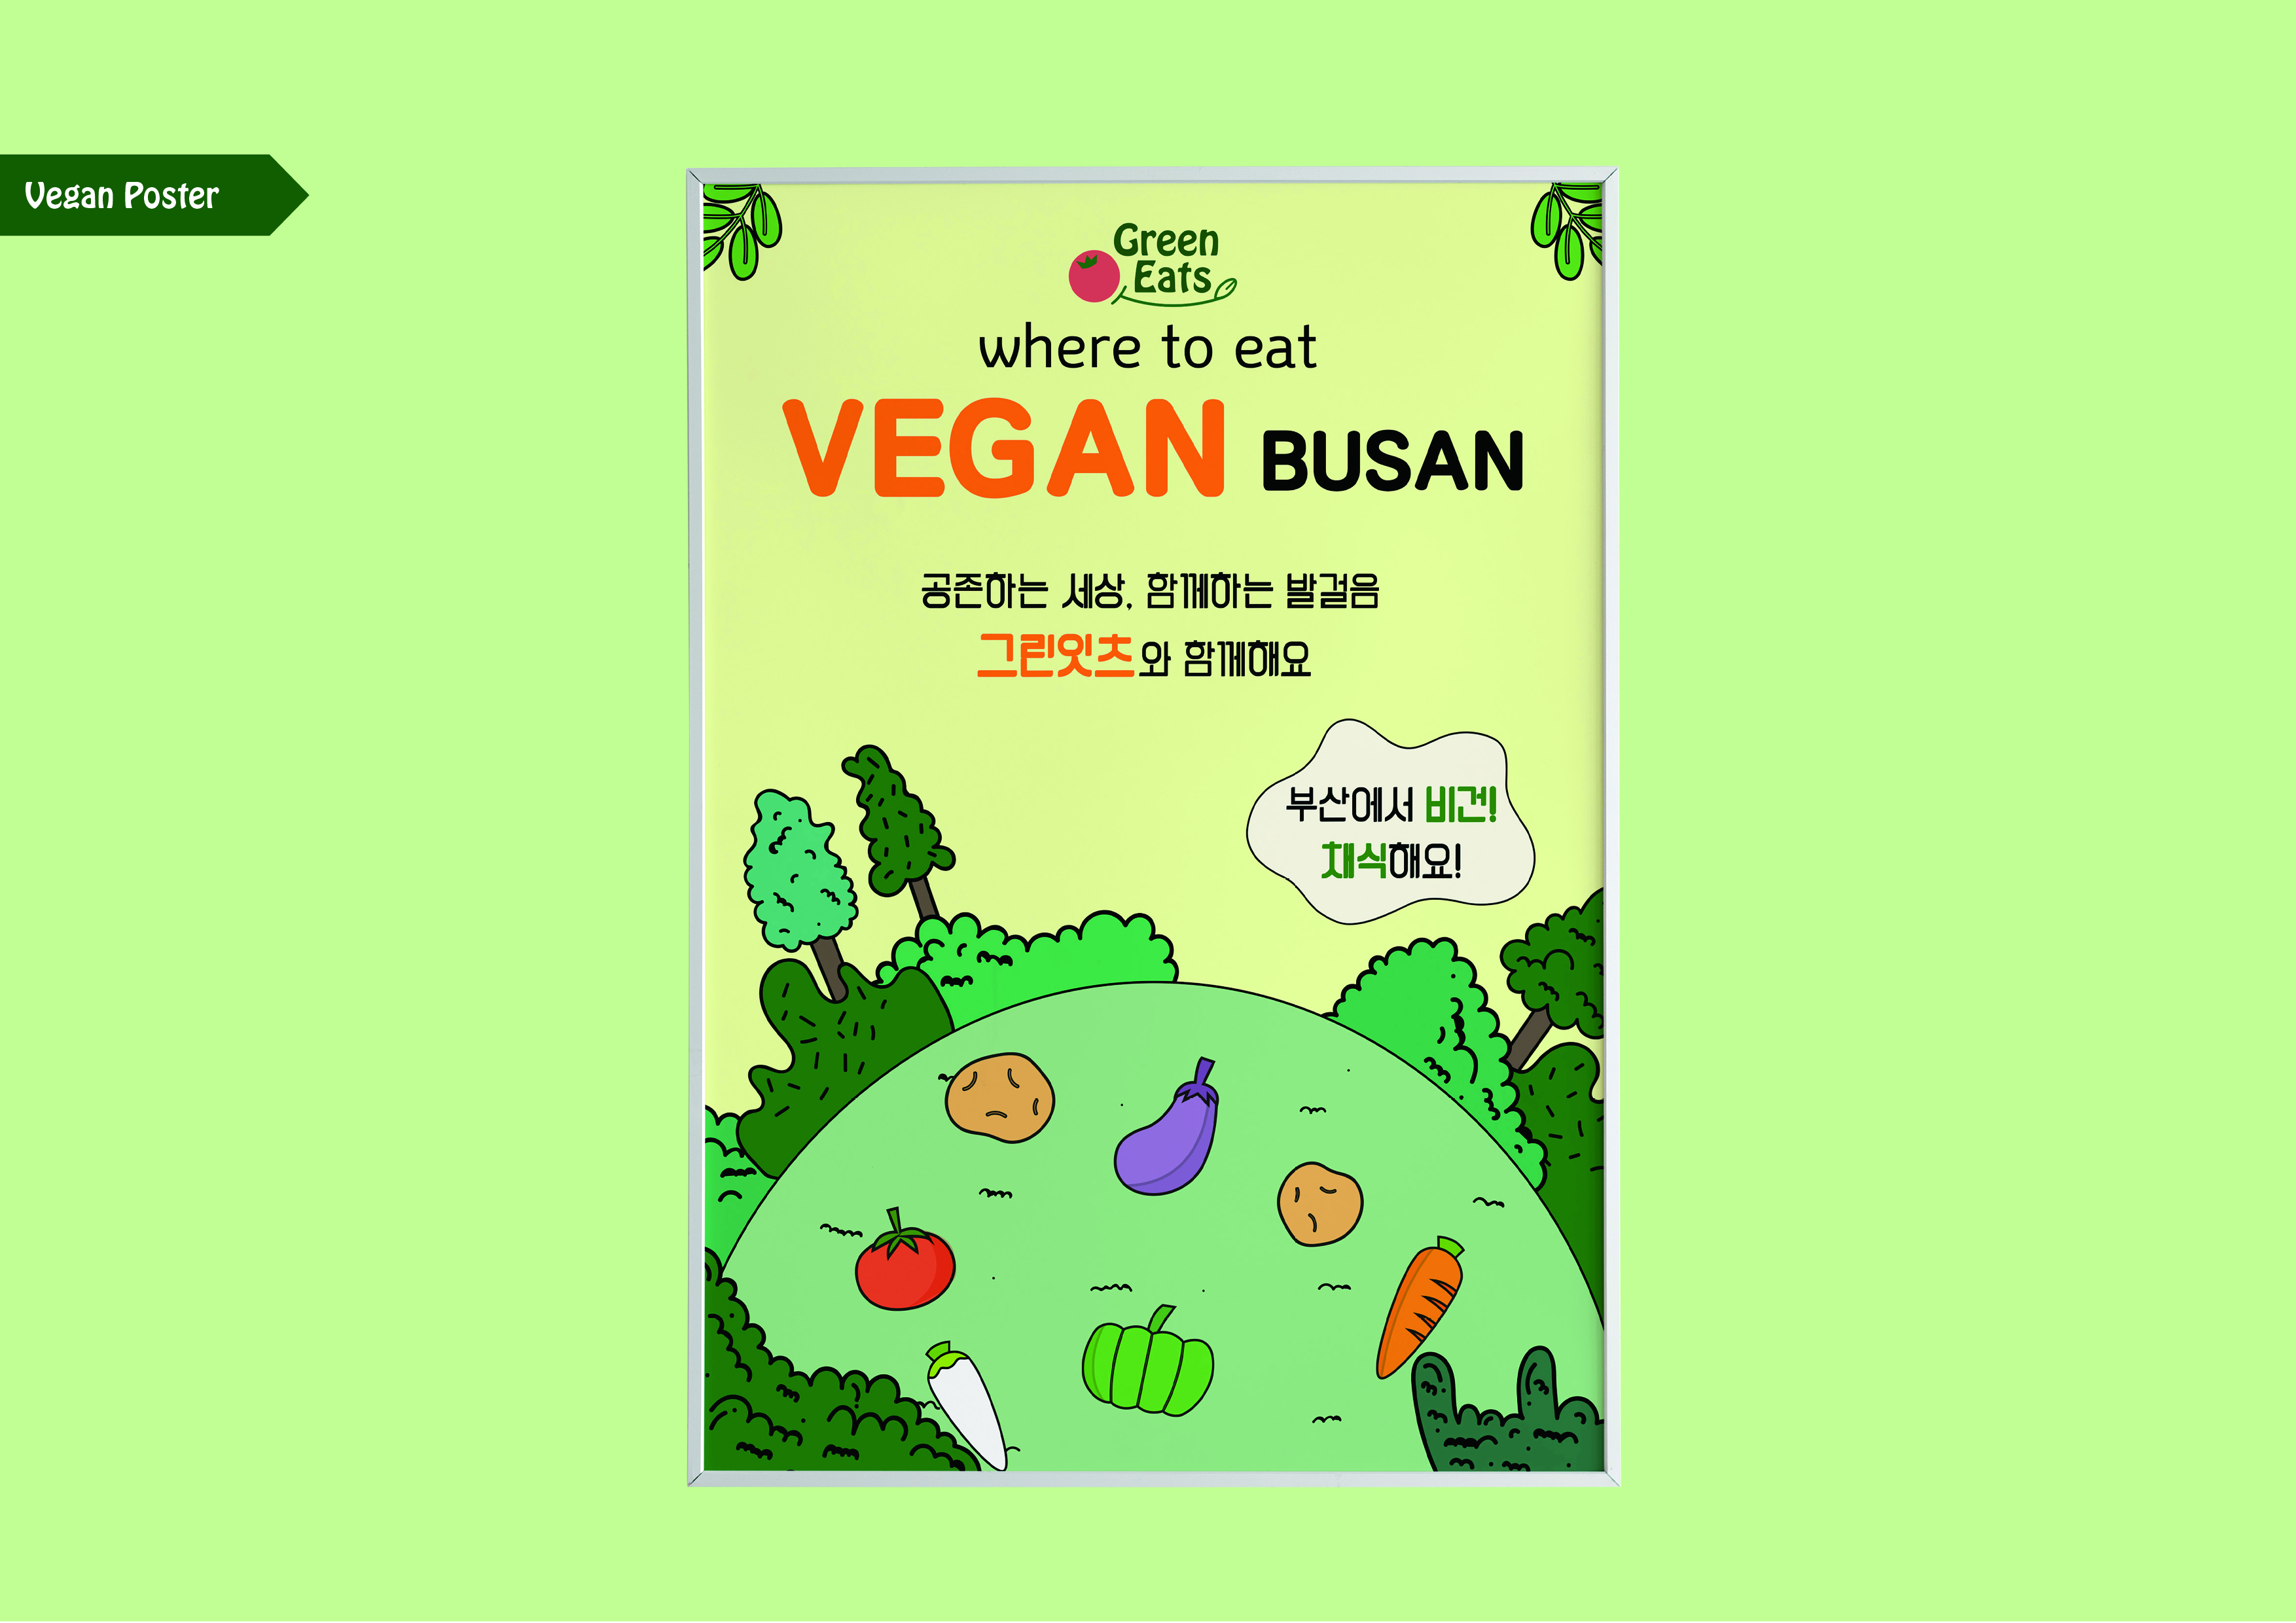 Vegan Poster
Green
Eats
where to eat
VEGAN BUSAN
공존하는 세상, 함께하는 발걸음
그린잇츠와 함께해요
부산에서 비건!
채식해요!